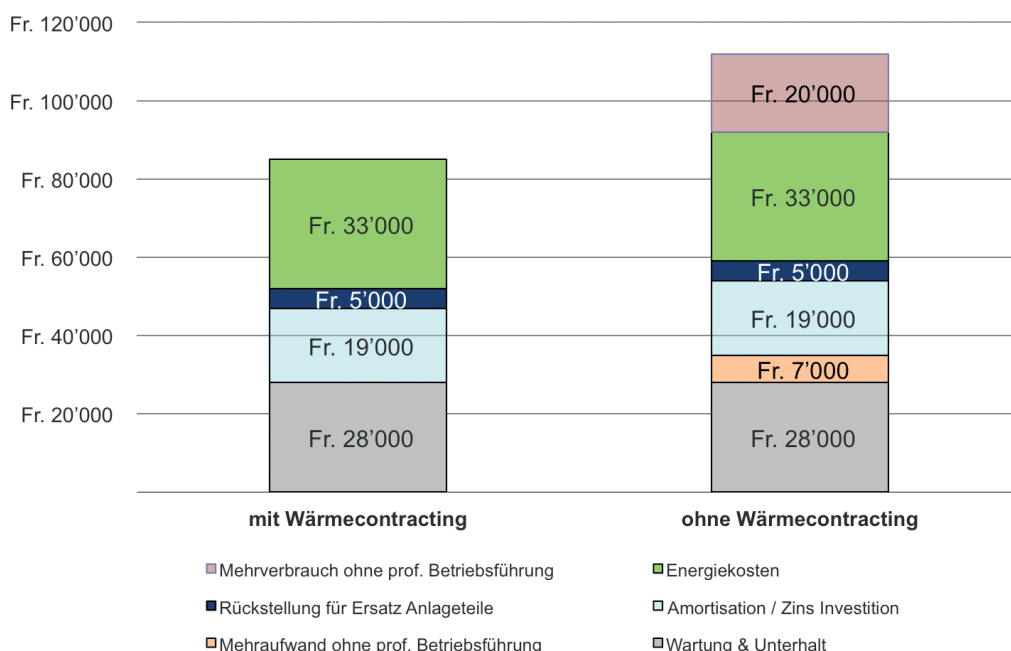 Fr. 120’000
Fr. 100’000
Fr. 80’000
Fr. 60’000
Fr. 40’000
Fr. 20’000
Fr. 33’000
Fr. 5’000
Fr. 19’000
Fr. 28’000
Fr. 20’000
Fr. 33’000
Fr. 5’000
Fr. 19’000
Fr. 7’000
Fr. 28’000
mit Wärmecontracting
ohne Wärmecontracting
Mehrverbrauch ohne prof. Betriebsführung
Energiekosten
Rückstellung für Ersatz Anlageteile
Amortisation / Zins Investition
Mehraufwand ohne prof. Betriebsführung
Wartung & Unterhalt